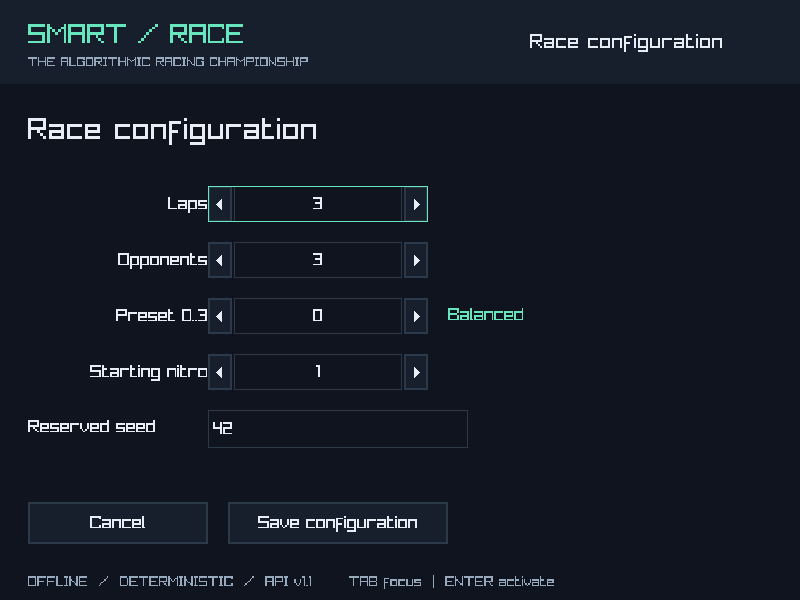 SMART / RACE
THE ALGORITHMIC RACING CHAMPIONSHIP
Race configuration
Race configuration
Laps 3
Opponents 3
Preset 0..3 0 Balanced
Starting nitro 1
Reserved seed 42
Cancel Save configuration
OFFLINE / DETERMINISTIC / API v1.1 TAB focus | ENTER activate